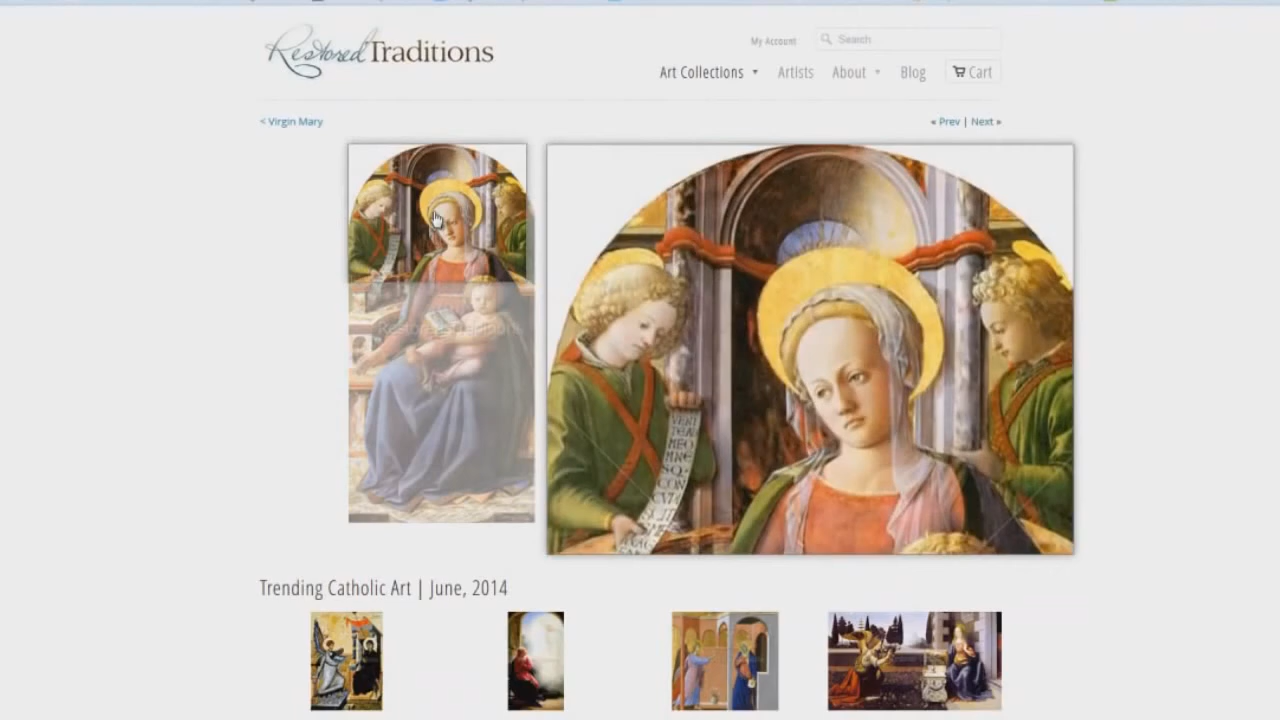 Restored Traditions
My Account
Search
Art Collections ▾ Artists About ▾ Blog Cart
< Virgin Mary
« Prev | Next »
Trending Catholic Art | June, 2014